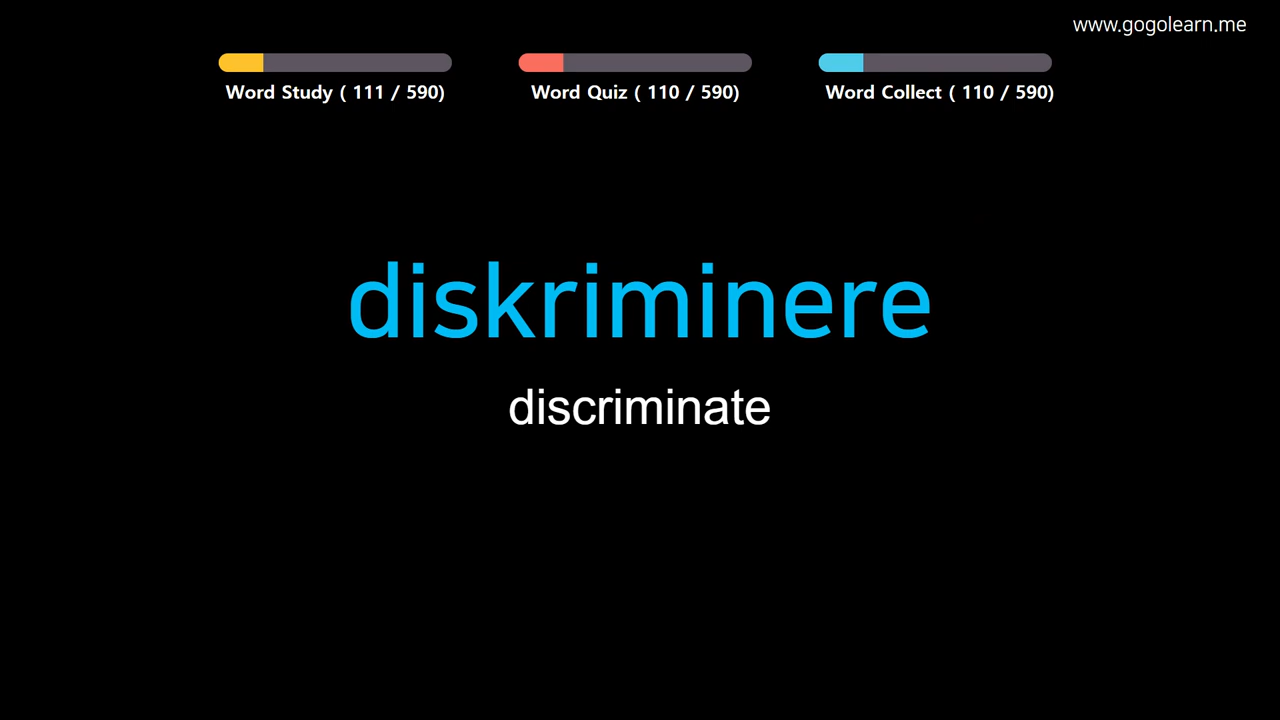 www.gogolearn.me
Word Study ( 111 / 590)
Word Quiz ( 110 / 590)
Word Collect ( 110 / 590)
diskriminere
discriminate